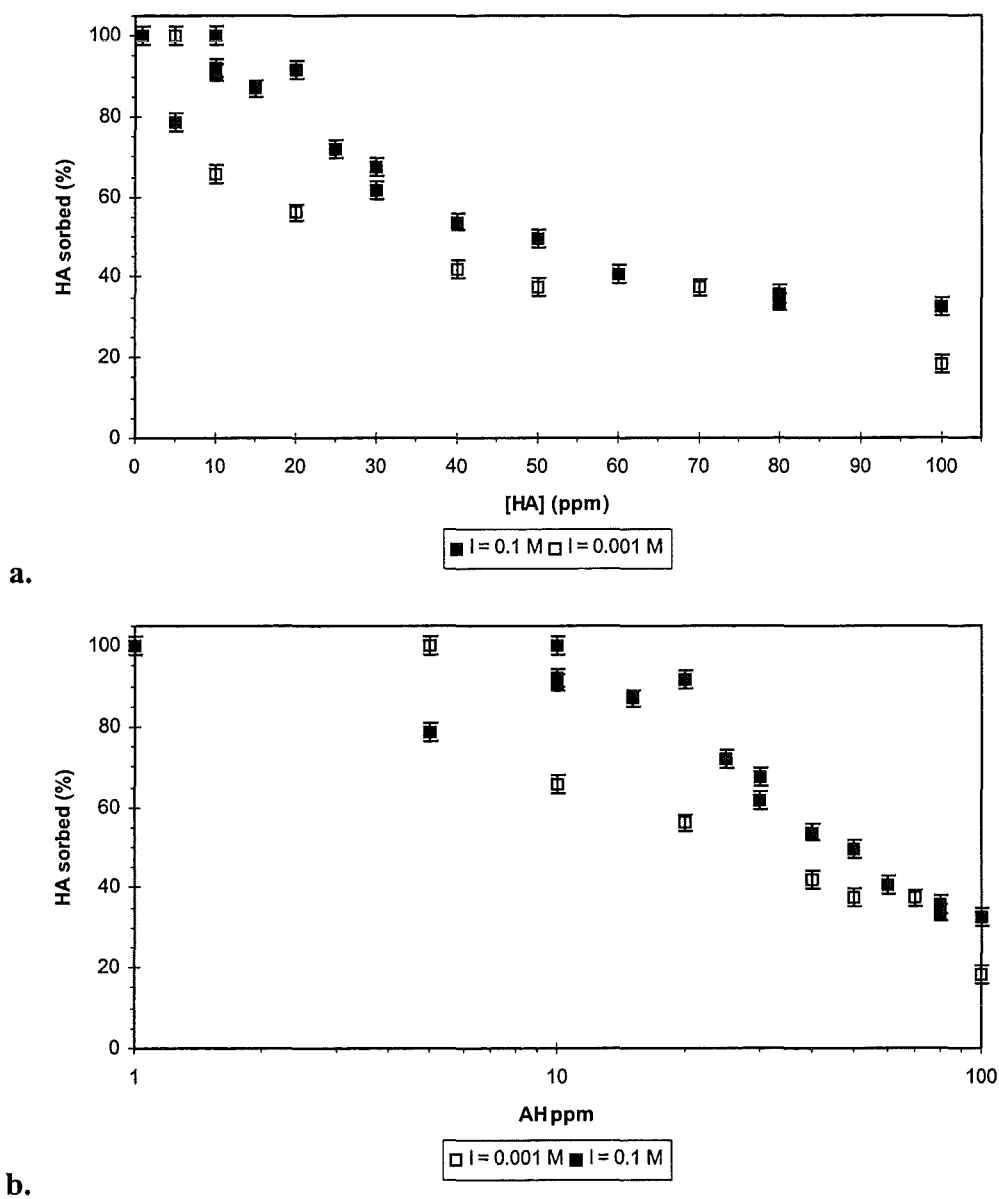 100
80
60
40
20
0
HA sorbed (%)
0 10 20 30 40 50 60 70 80 90 100
[HA] (ppm)
I = 0.1 M I = 0.001 M
a.
100
80
60
40
20
0
HA sorbed (%)
1 10 100
AH ppm
I = 0.001 M I = 0.1 M
b.